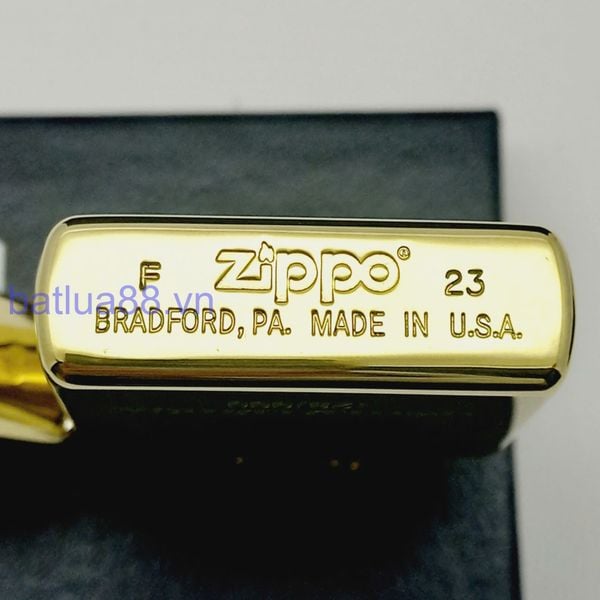 F zippo® 23
batlua88.vn
BRADFORD, PA. MADE IN U.S.A.